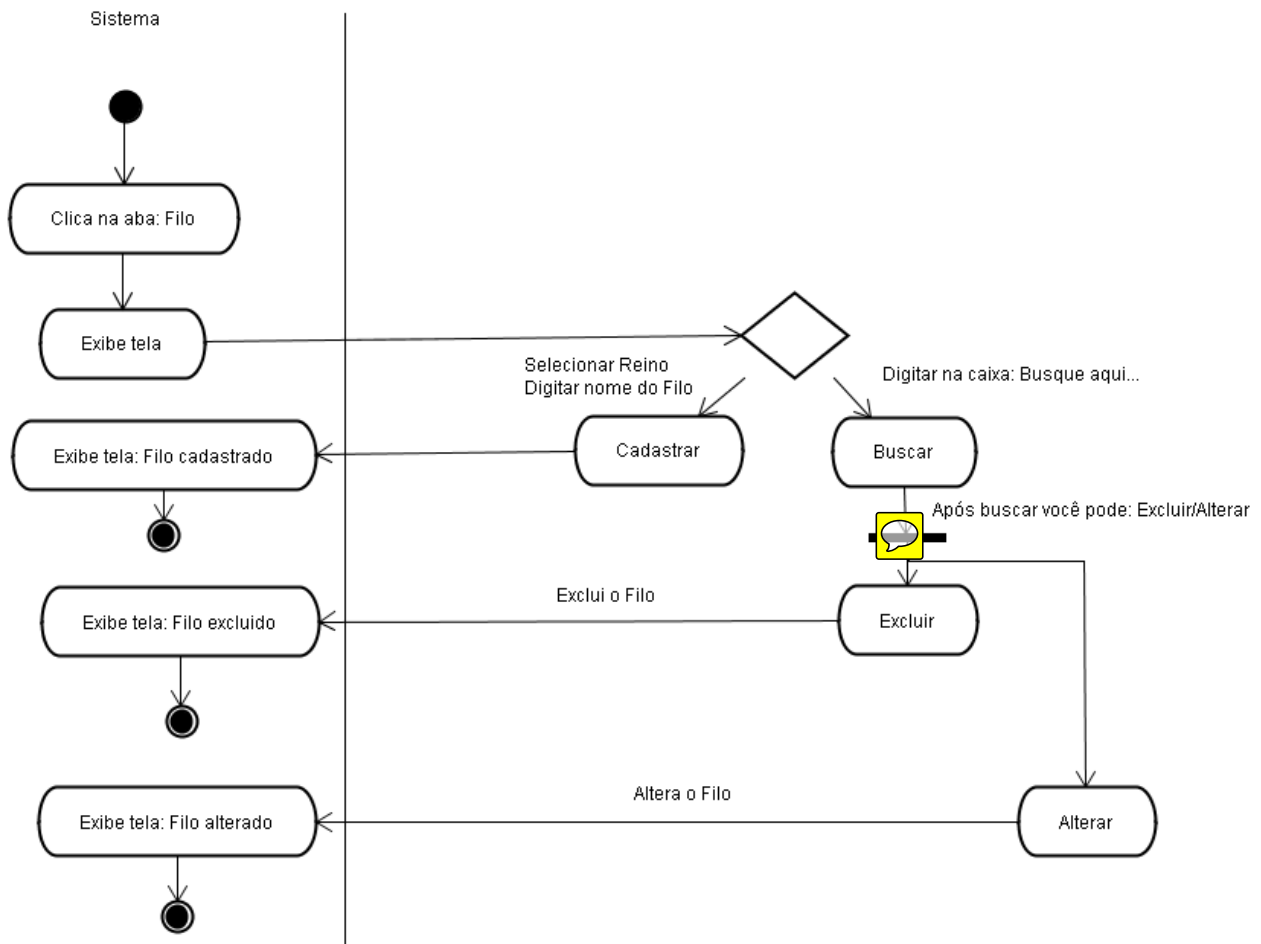 Sistema
Clica na aba: Filo
Exibe tela
Selecionar Reino
Digitar nome do Filo
Digitar na caixa: Busque aqui...
Exibe tela: Filo cadastrado
Cadastrar
Buscar
Após buscar você pode: Excluir/Alterar
Exclui o Filo
Exibe tela: Filo excluido
Excluir
Altera o Filo
Exibe tela: Filo alterado
Alterar